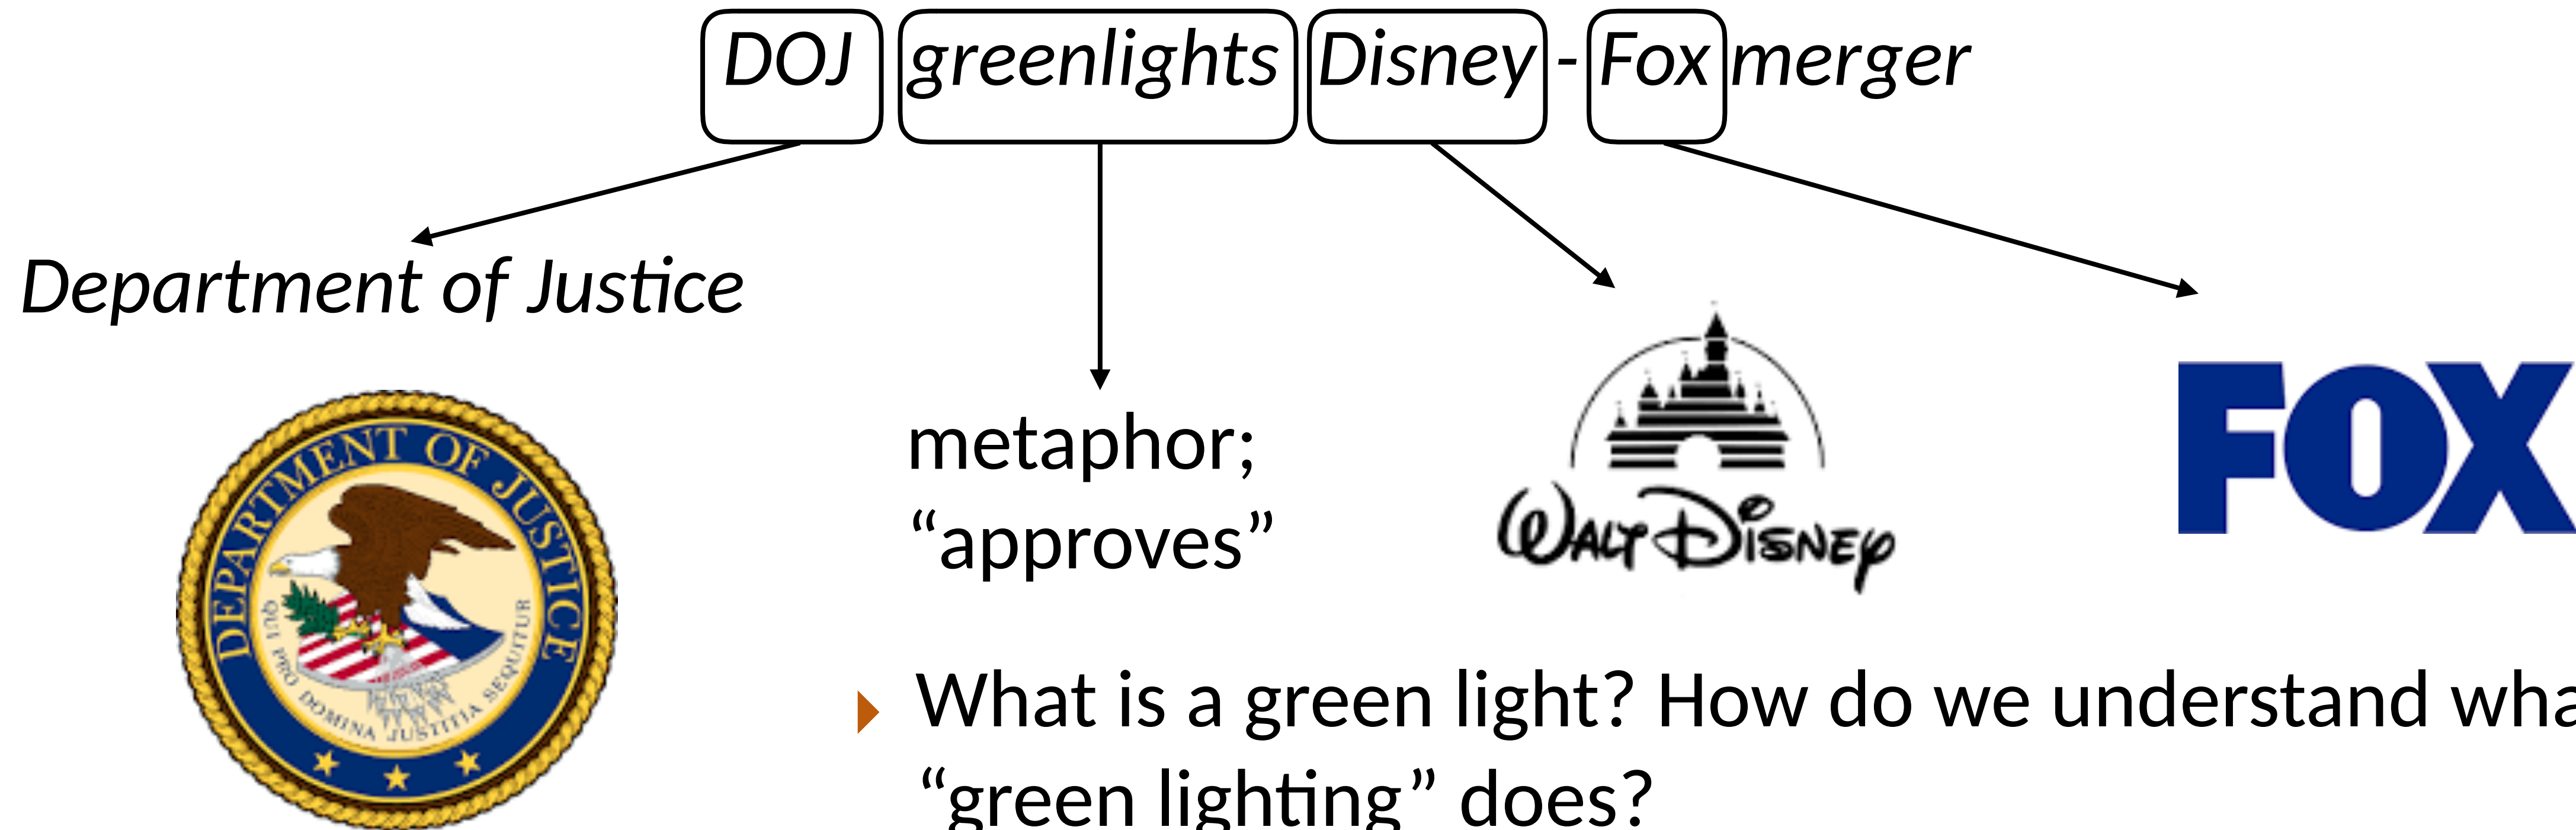 DOJ greenlights Disney - Fox merger
Department of Justice
metaphor;
“approves”
DEPARTMENT OF JUSTICE
QUI PRO DOMINA JUSTITIA SEQUITUR
WALT DISNEY
FOX
What is a green light? How do we understand
“green lighting” does?